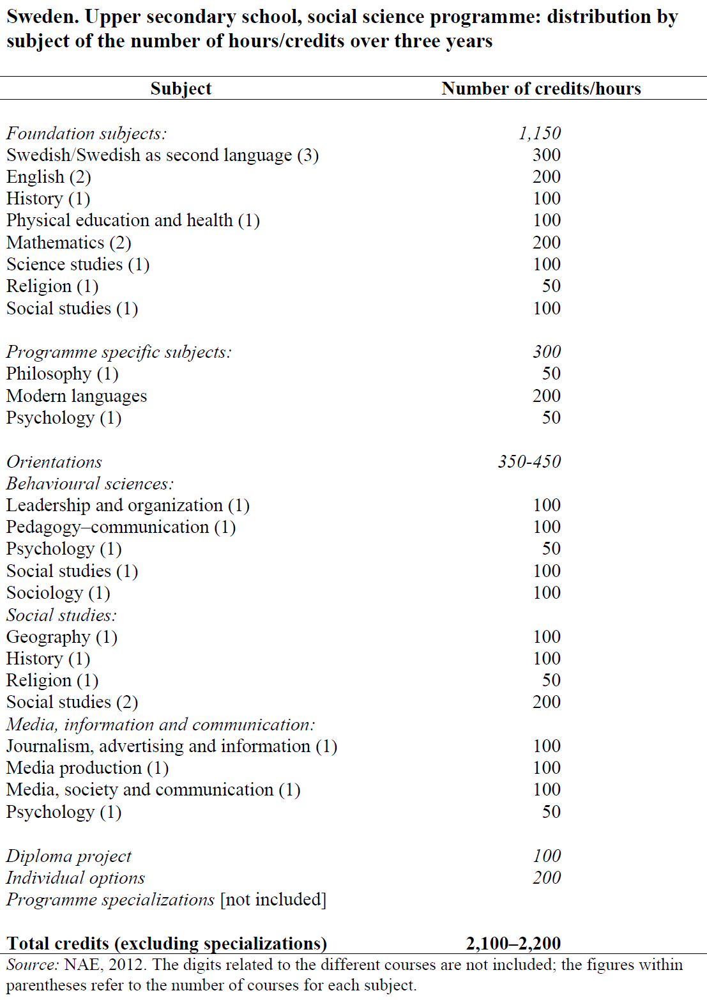 Sweden. Upper secondary school, social science programme: distribution by
subject of the number of hours/credits over three years
Subject Number of credits/hours
Foundation subjects: 1,150
Swedish/Swedish as second language (3) 300
English (2) 200
History (1) 100
Physical education and health (1) 100
Mathematics (2) 200
Science studies (1) 100
Religion (1) 50
Social studies (1) 100
Programme specific subjects: 300
Philosophy (1) 50
Modern languages 200
Psychology (1) 50
Orientations 350-450
Behavioural sciences:
Leadership and organization (1) 100
Pedagogy–communication (1) 100
Psychology (1) 50
Social studies (1) 100
Sociology (1) 100
Social studies:
Geography (1) 100
History (1) 100
Religion (1) 50
Social studies (2) 200
Media, information and communication:
Journalism, advertising and information (1) 100
Media production (1) 100
Media, society and communication (1) 100
Psychology (1) 50
Diploma project 100
Individual options 200
Programme specializations [not included]
Total credits (excluding specializations) 2,100–2,200
Source: NAE, 2012. The digits related to the different courses are not included; the figures within
parentheses refer to the number of courses for each subject.